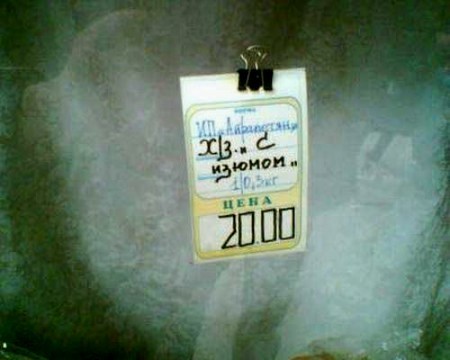 ИП „Айрапетян„
х/з. „ С
изюмом „
1/0,3кг
ЦЕНА
20.00